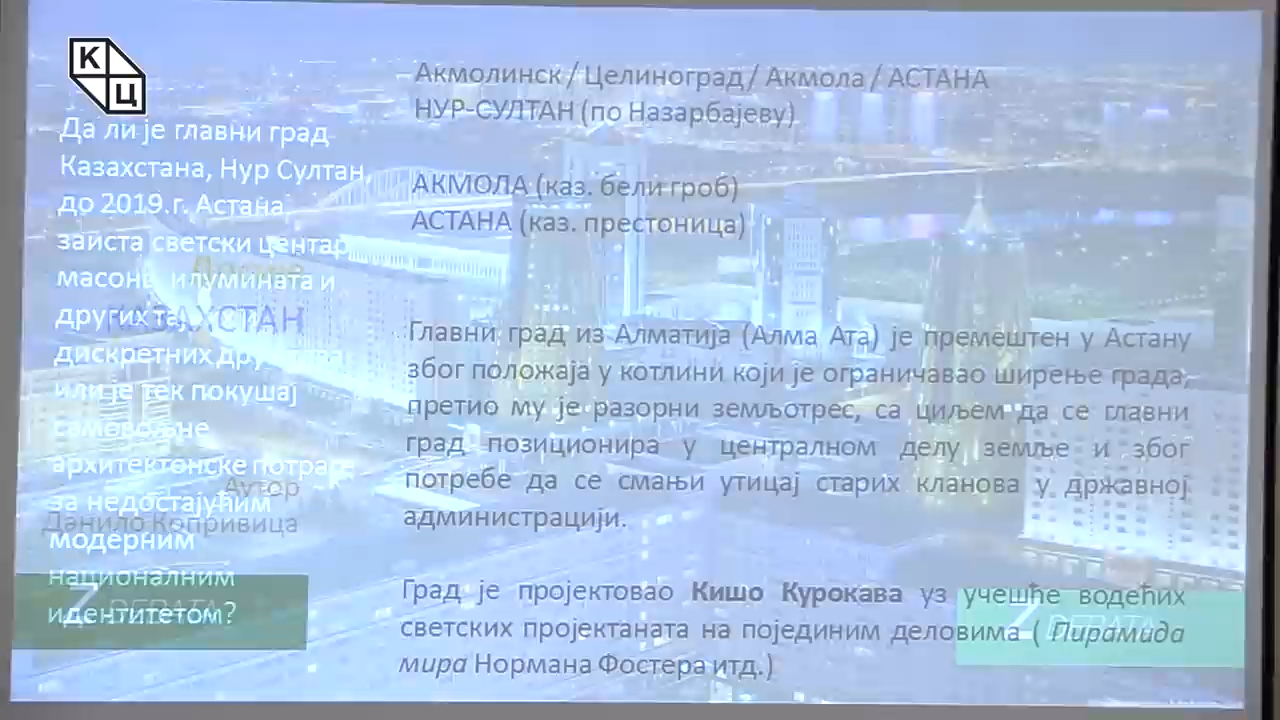 К
Ц
Да ли је главни град
Казахстана, Нур Султан,
до 2019.г. Астана
заиста светски центар
масона, илумината и
других
дискретних
или је тек покушај
самовољне
архитектонске потраге
за недостајућим
модерним
националним
идентитетом?
КАЗАХСТАН
Аутор
Данило Копривица
Z DEBATA
Акмолинск / Целиноград / Акмола / АСТАНА
НУР-СУЛТАН (по Назарбајеву)
АКМОЛА (каз. бели гроб)
АСТАНА (каз. престоница)
Главни град из Алматија (Алма Ата) је премештен у Астану
због положаја у котлини који је ограничавао ширење града,
претио му је разорни земљотрес, са циљем да се главни
град позиционира у централном делу земље и због
потребе да се смањи утицај старих кланова у државној
администрацији.
Град је пројектовао Кишо Курокава уз учешће водећих
светских пројектаната на појединим деловима ( Пирамида
мира Нормана Фостера итд.)
Z DEBATA